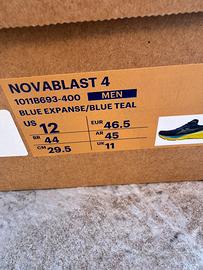 NOVABLAST 4
1011B693-400 MEN
BLUE EXPANSE/BLUE TEAL
US 12 EUR 46.5
BR 44 AR 45
CM 29.5 UK 11